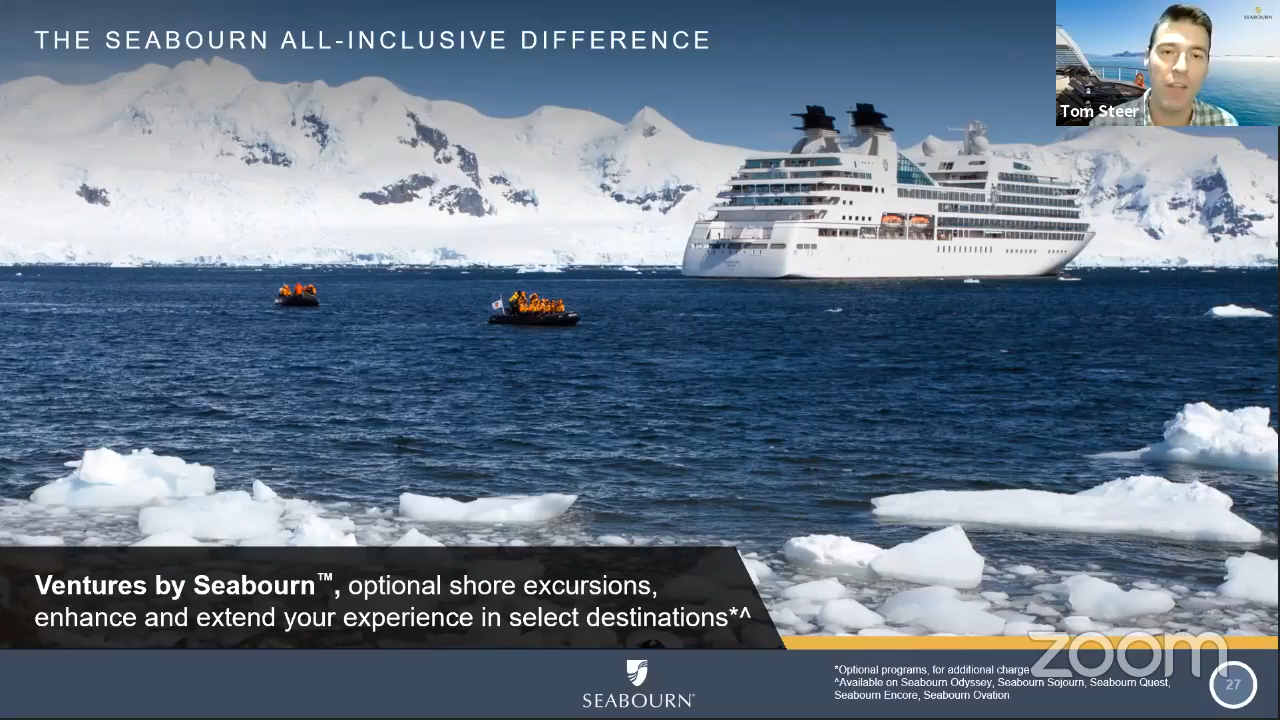 THE SEABOURN ALL-INCLUSIVE DIFFERENCE
SEABOURN
Tom Steer
Ventures by Seabourn™, optional shore excursions,
enhance and extend your experience in select destinations*^
SEABOURN®
*Optional programs, for additional charge
^Available on Seabourn Odyssey, Seabourn Sojourn, Seabourn Quest,
Seabourn Encore, Seabourn Ovation
zoom
27